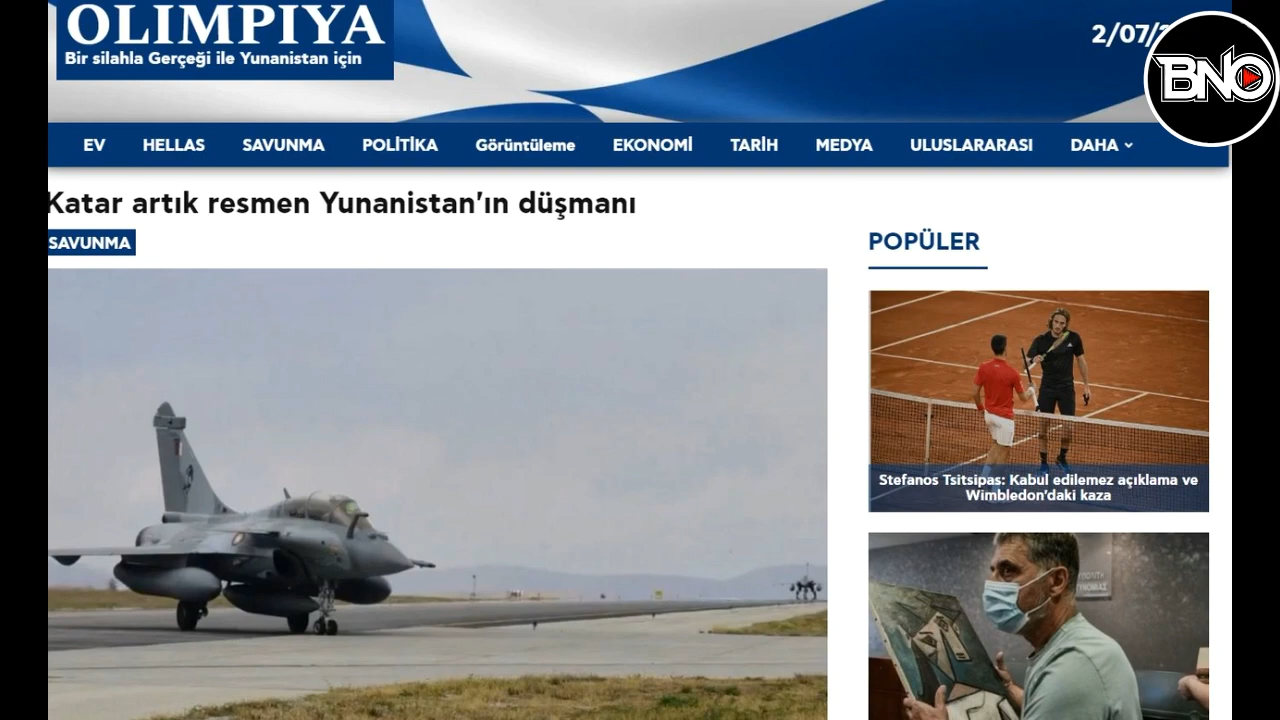 OLIMPIYA
Bir silahla Gerçeği ile Yunanistan için
2/07/
BNO
EV HELLAS SAVUNMA POLİTİKA Görüntüleme EKONOMİ TARİH MEDYA ULUSLARARASI DAHA
Katar artık resmen Yunanistan'ın düşmanı
SAVUNMA
POPÜLER
Stefanos Tsitsipas: Kabul edilemez açıklama ve
Wimbledon'daki kaza